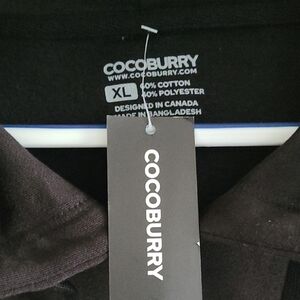 COCOBURRY
WWW.COCOBURRY.COM
XL
60% COTTON
40% POLYESTER
DESIGNED IN CANADA
MADE IN BANGLADESH
COCOBURRY